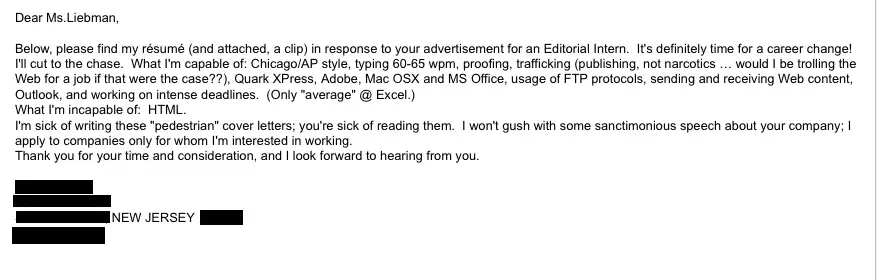 Dear Ms.Liebman,
Below, please find my résumé (and attached, a clip) in response to your advertisement for an Editorial Intern.  It's definitely time for a career change!
I'll cut to the chase.  What I'm capable of: Chicago/AP style, typing 60-65 wpm, proofing, trafficking (publishing, not narcotics … would I be trolling the
Web for a job if that were the case??), Quark XPress, Adobe, Mac OSX and MS Office, usage of FTP protocols, sending and receiving Web content,
Outlook, and working on intense deadlines.  (Only "average" @ Excel.)
What I'm incapable of:  HTML.
I'm sick of writing these "pedestrian" cover letters; you're sick of reading them.  I won't gush with some sanctimonious speech about your company; I
apply to companies only for whom I'm interested in working.
Thank you for your time and consideration, and I look forward to hearing from you.
NEW JERSEY